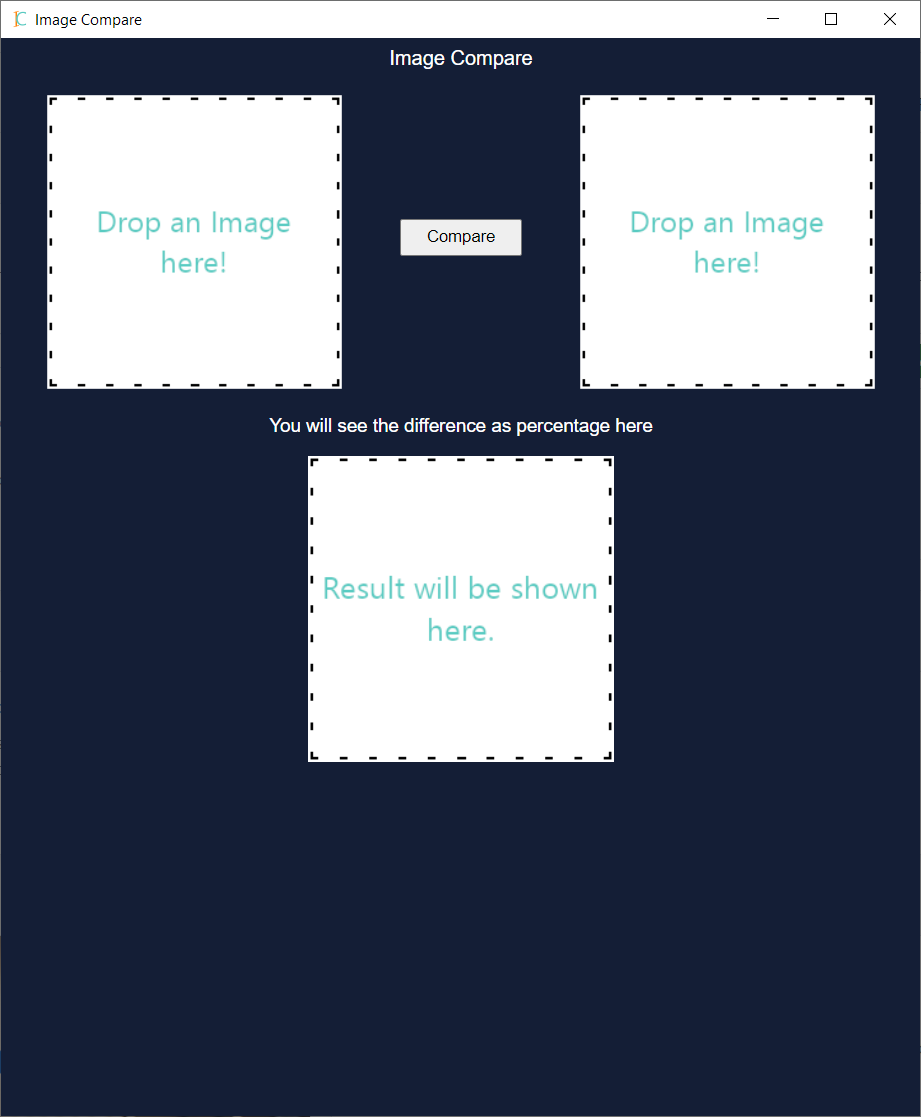 Image Compare
Image Compare
Drop an Image
here!
Compare
Drop an Image
here!
You will see the difference as percentage here
Result will be shown
here.